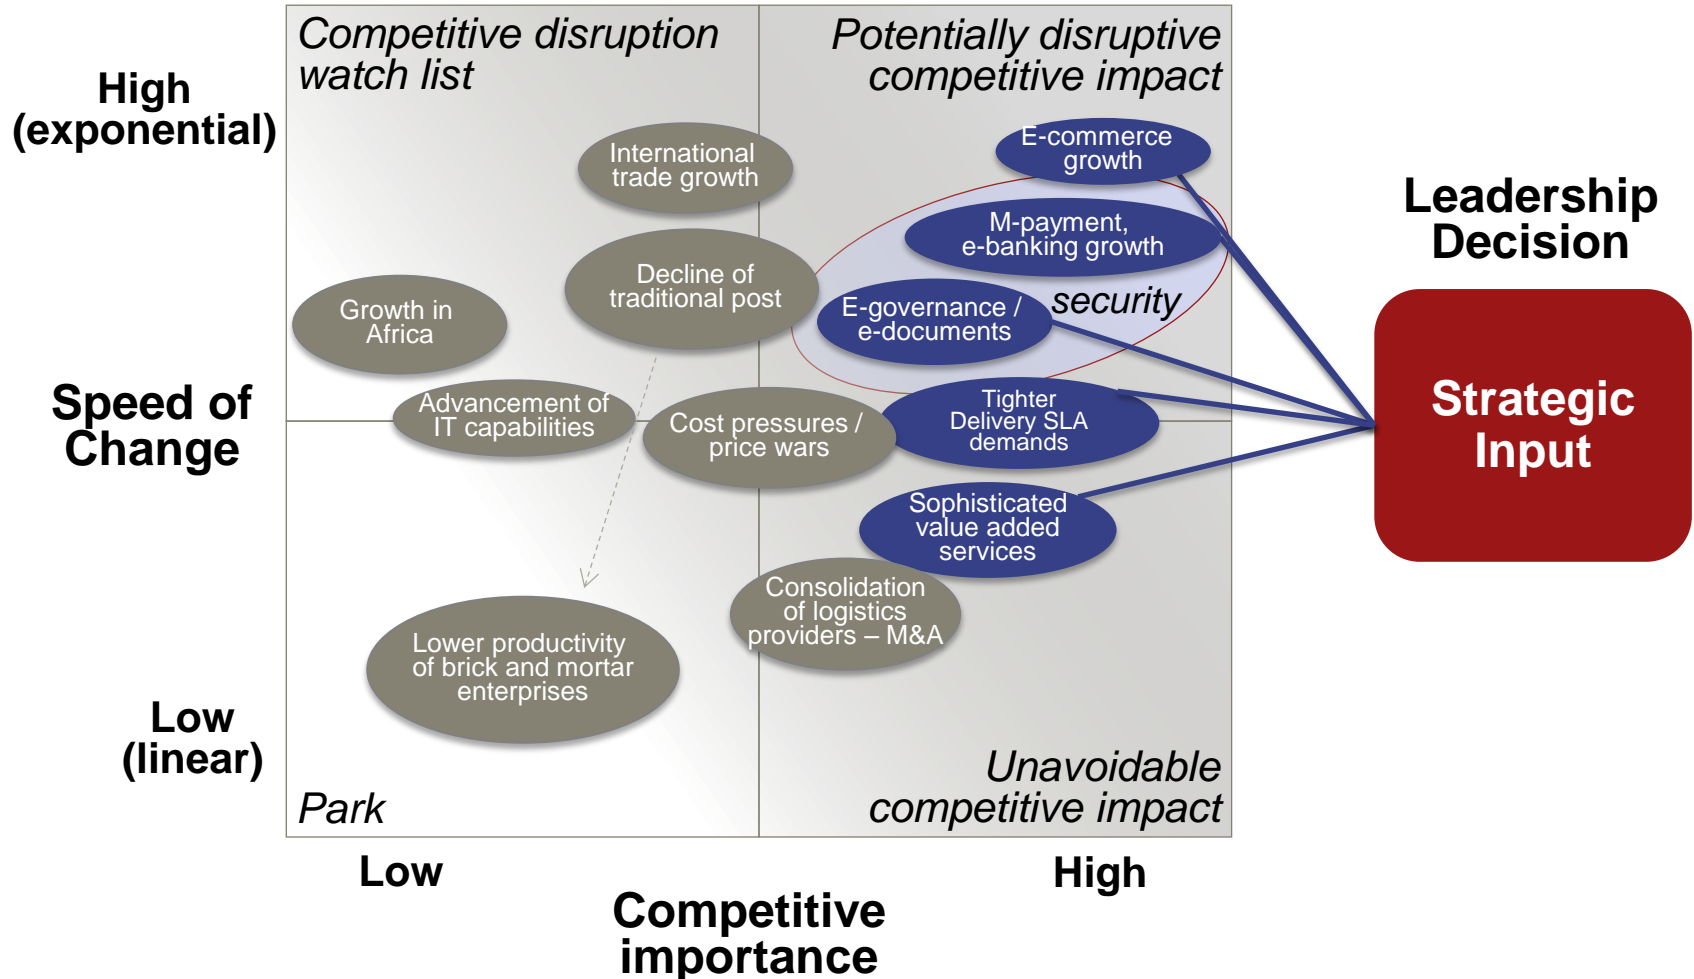 Competitive disruption
watch list
Potentially disruptive
competitive impact
High
(exponential)
E-commerce
growth
International
trade growth
Leadership
Decision
M-payment,
e-banking growth
Decline of
traditional post
security
Growth in
Africa
E-governance /
e-documents
Speed of
Change
Advancement of
IT capabilities
Cost pressures /
price wars
Tighter
Delivery SLA
demands
Strategic
Input
Sophisticated
value added
services
Consolidation
of logistics
providers – M&A
Lower productivity
of brick and mortar
enterprises
Low
(linear)
Park
Unavoidable
competitive impact
Low
High
Competitive
importance